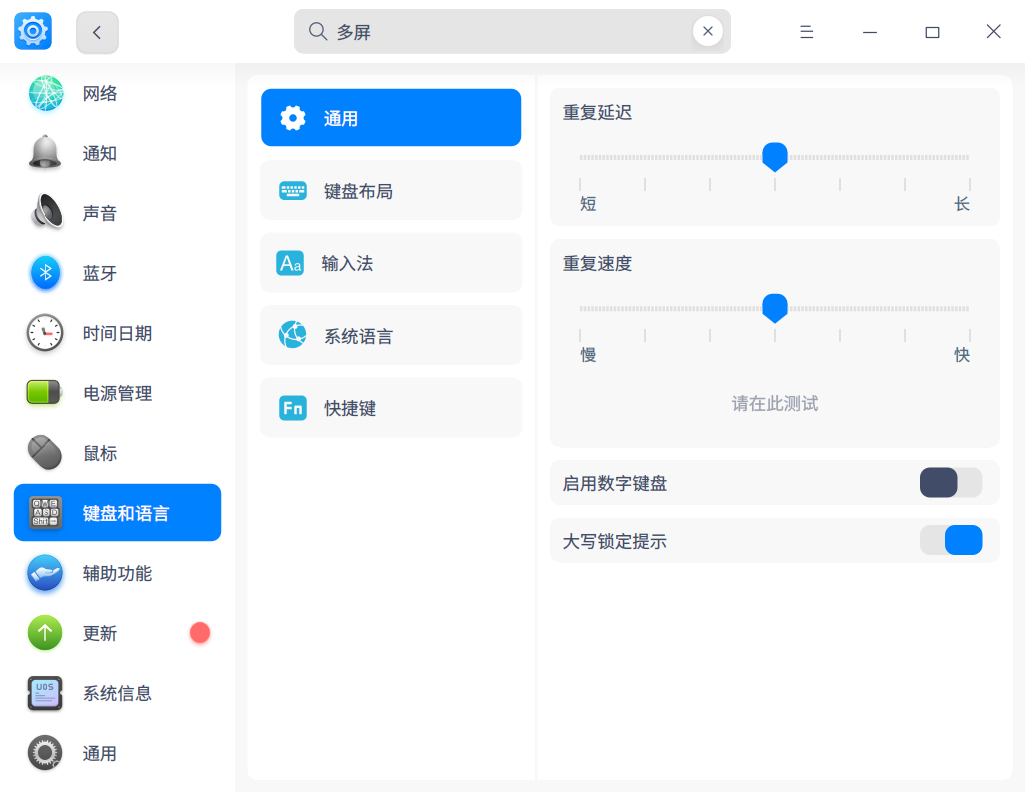 多屏
网络
通知
声音
蓝牙
时间日期
电源管理
鼠标
键盘和语言
辅助功能
更新
UOS
系统信息
通用
通用
键盘布局
Aa
输入法
系统语言
Fn
快捷键
重复延迟
短
长
重复速度
慢
快
请在此测试
启用数字键盘
大写锁定提示